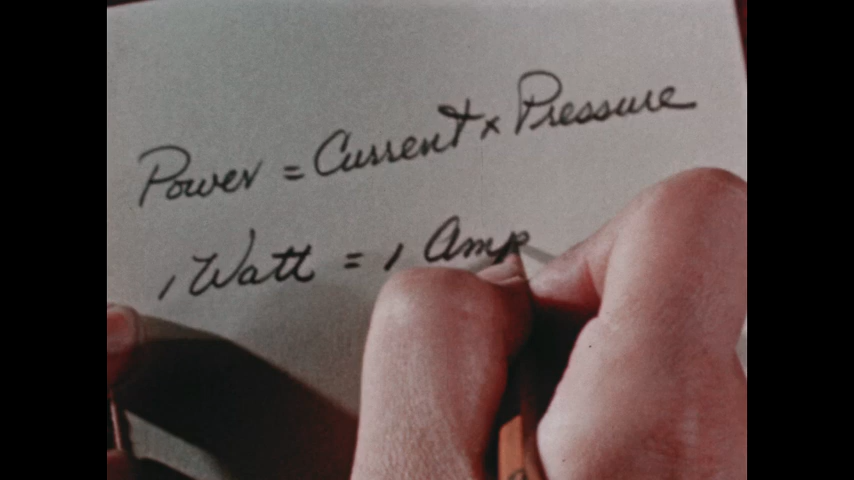 Power = Current × Pressure
1 Watt = 1 Amp